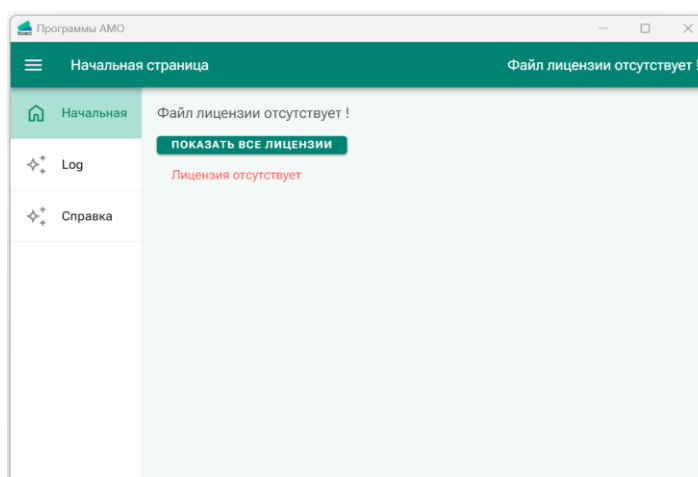 Программы АМО
Начальная страница
Файл лицензии отсутствует !
Начальная
Log
Справка
Файл лицензии отсутствует !
ПОКАЗАТЬ ВСЕ ЛИЦЕНЗИИ
Лицензия отсутствует